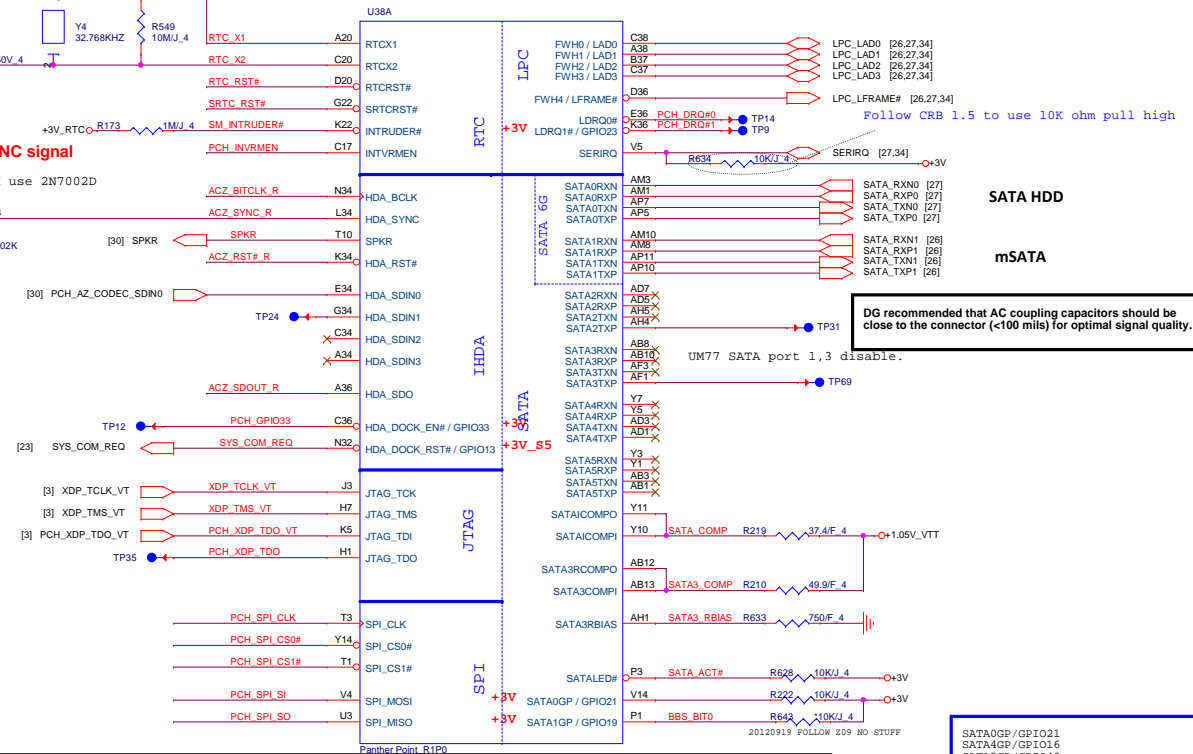 U38A
Y4
32.768KHZ
R549
10M/J_4
0V_4
2
RTC_X1 A20 RTCX1
RTC_X2 C20 RTCX2
RTC_RST# D20 RTCRST#
SRTC_RST# G22 SRTCRST#
+3V_RTC R173 1M/J_4 SM_INTRUDER# K22 INTRUDER#
PCH_INVRMEN C17 INTVRMEN
RTC
+3V
LPC
NC signal
use 2N7002D
02K
ACZ_BITCLK_R N34 HDA_BCLK
ACZ_SYNC_R L34 HDA_SYNC
[30] SPKR SPKR T10 SPKR
ACZ_RST#_R K34 HDA_RST#
[30] PCH_AZ_CODEC_SDIN0 E34 HDA_SDIN0
TP24 G34 HDA_SDIN1
C34 HDA_SDIN2
A34 HDA_SDIN3
ACZ_SDOUT_R A36 HDA_SDO
TP12 PCH_GPIO33 C36 HDA_DOCK_EN# / GPIO33 +3V
[23] SYS_COM_REQ SYS_COM_REQ N32 HDA_DOCK_RST# / GPIO13 +3V_S5
IHDA
SATA
SATA 6G
[3] XDP_TCLK_VT XDP_TCLK_VT J3 JTAG_TCK
[3] XDP_TMS_VT XDP_TMS_VT H7 JTAG_TMS
[3] PCH_XDP_TDO_VT PCH_XDP_TDO_VT K5 JTAG_TDI
TP35 PCH_XDP_TDO H1 JTAG_TDO
JTAG
PCH_SPI_CLK T3 SPI_CLK
PCH_SPI_CS0# Y14 SPI_CS0#
PCH_SPI_CS1# T1 SPI_CS1#
PCH_SPI_SI V4 SPI_MOSI +3V
PCH_SPI_SO U3 SPI_MISO +3V
SPI
Panther Point_R1P0
FWH0 / LAD0 C38 LPC_LAD0 [26,27,34]
FWH1 / LAD1 A38 LPC_LAD1 [26,27,34]
FWH2 / LAD2 B37 LPC_LAD2 [26,27,34]
FWH3 / LAD3 C37 LPC_LAD3 [26,27,34]
FWH4 / LFRAME# D36 LPC_LFRAME# [26,27,34]
LDRQ0# E36 PCH_DRQ#0 TP14
LDRQ1# / GPIO23 K36 PCH_DRQ#1 TP9
Follow CRB 1.5 to use 10K ohm pull high
SERIRQ V5 SERIRQ [27,34]
R634 10K/J_4 +3V
SATA0RXN AM3 SATA_RXN0 [27]
SATA0RXP AM1 SATA_RXP0 [27]
SATA0TXN AP7 SATA_TXN0 [27]
SATA0TXP AP5 SATA_TXP0 [27]
SATA HDD
SATA1RXN AM10 SATA_RXN1 [26]
SATA1RXP AM8 SATA_RXP1 [26]
SATA1TXN AP11 SATA_TXN1 [26]
SATA1TXP AP10 SATA_TXP1 [26]
mSATA
SATA2RXN AD7
SATA2RXP AD5
SATA2TXN AH5
SATA2TXP AH4 TP31
DG recommended that AC coupling capacitors should be
close to the connector (<100 mils) for optimal signal quality.
SATA3RXN AB8
SATA3RXP AB10
SATA3TXN AF3
SATA3TXP AF1 TP69
UM77 SATA port 1,3 disable.
SATA4RXN Y7
SATA4RXP Y5
SATA4TXN AD3
SATA4TXP AD1
SATA5RXN Y3
SATA5RXP Y1
SATA5TXN AB3
SATA5TXP AB1
SATAICOMPO Y11
SATAICOMPI Y10 SATA_COMP R219 37.4/F_4 +1.05V_VTT
SATA3RCOMPO AB12
SATA3COMPI AB13 SATA3_COMP R210 49.9/F_4
SATA3RBIAS AH1 SATA3_RBIAS R633 750/F_4
SATALED# P3 SATA_ACT# R628 10K/J_4 +3V
SATA0GP / GPIO21 V14 R222 10K/J_4 +3V
SATA1GP / GPIO19 P1 BBS_BIT0 R643 *10K/J_4
20120919 FOLLOW Z09 NO STUFF
SATA0GP/GPIO21
SATA4GP/GPIO16